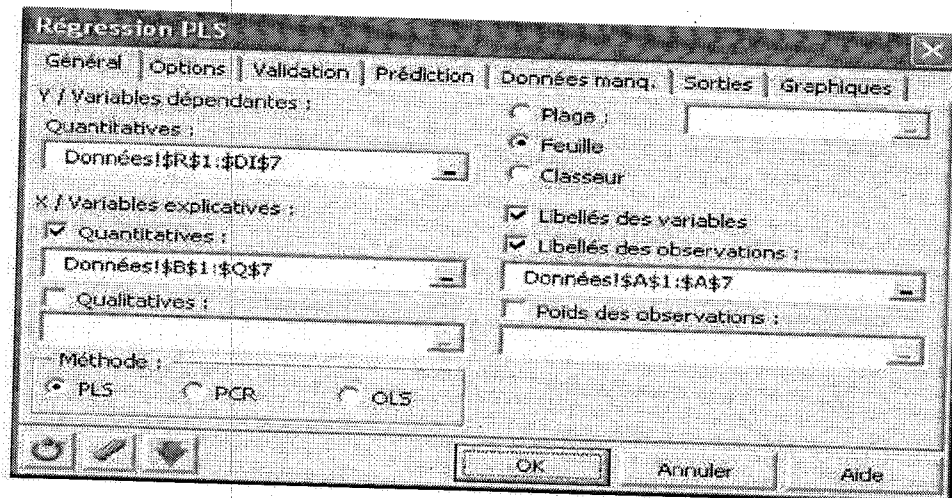 Régression PLS
Général Options Validation Prédiction Données manq. Sorties Graphiques
Y / Variables dépendantes :
Quantitatives :
Données!$R$1:$DI$7
X / Variables explicatives :
Quantitatives :
Données!$B$1:$Q$7
Qualitatives :
Méthode :
PLS PCR OLS
Plage :
Feuille
Classeur
Libellés des variables
Libellés des observations :
Données!$A$1:$A$7
Poids des observations :
OK Annuler Aide